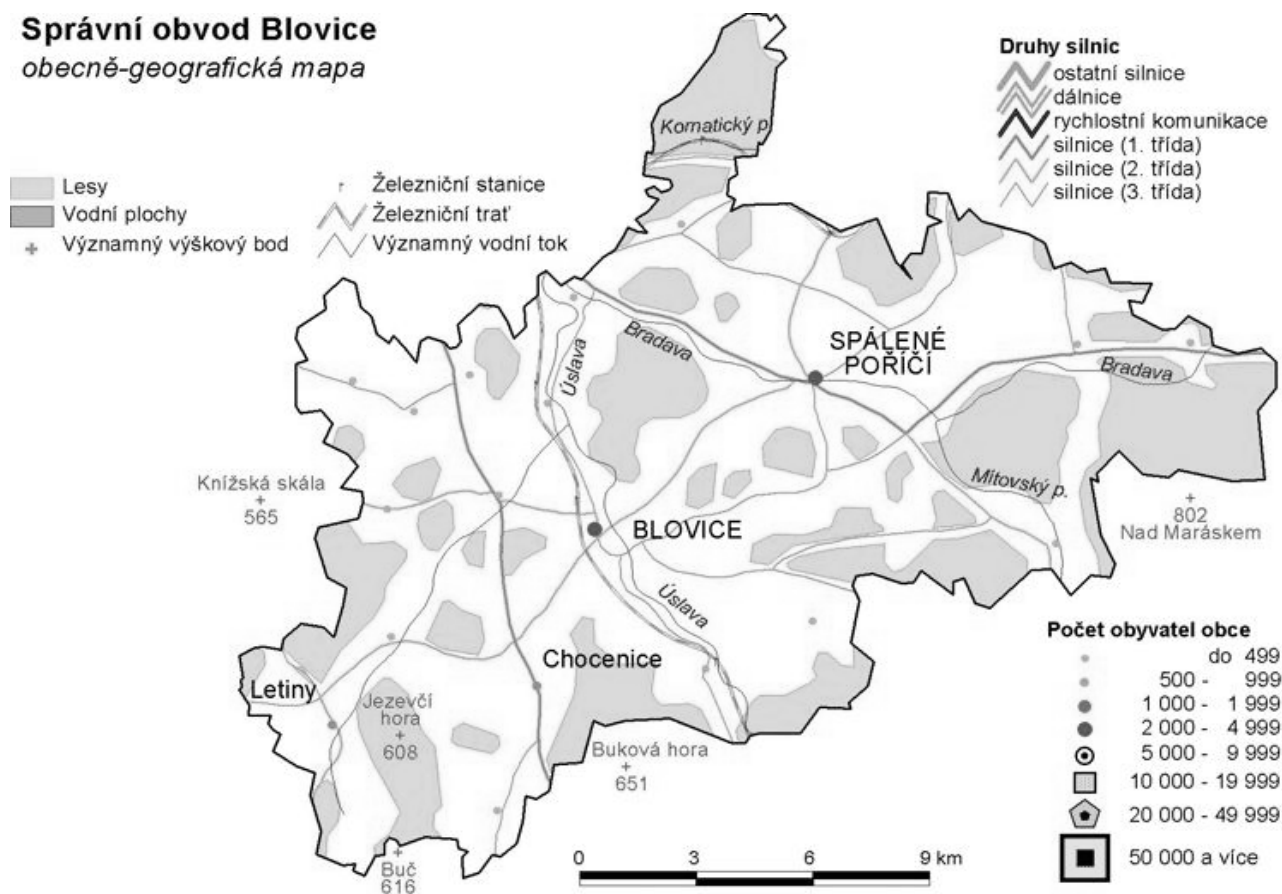 Správní obvod Blovice
obecně-geografická mapa
Druhy silnic
ostatní silnice
dálnice
rychlostní komunikace
silnice (1. třída)
silnice (2. třída)
silnice (3. třída)
Lesy
Vodní plochy
Významný výškový bod
Železniční stanice
Železniční trať
Významný vodní tok
Kornatický p.
Bradava
Úslava
SPÁLENÉ
POŘÍČÍ
Bradava
Knížská skála
565
Mítovský p.
802
Nad Maráskem
BLOVICE
Úslava
Chocenice
Letiny
Jezevčí
hora
608
Buková hora
651
Buč
616
Počet obyvatel obce
do 499
500 - 999
1 000 - 1 999
2 000 - 4 999
5 000 - 9 999
10 000 - 19 999
20 000 - 49 999
50 000 a více
0 3 6 9 km